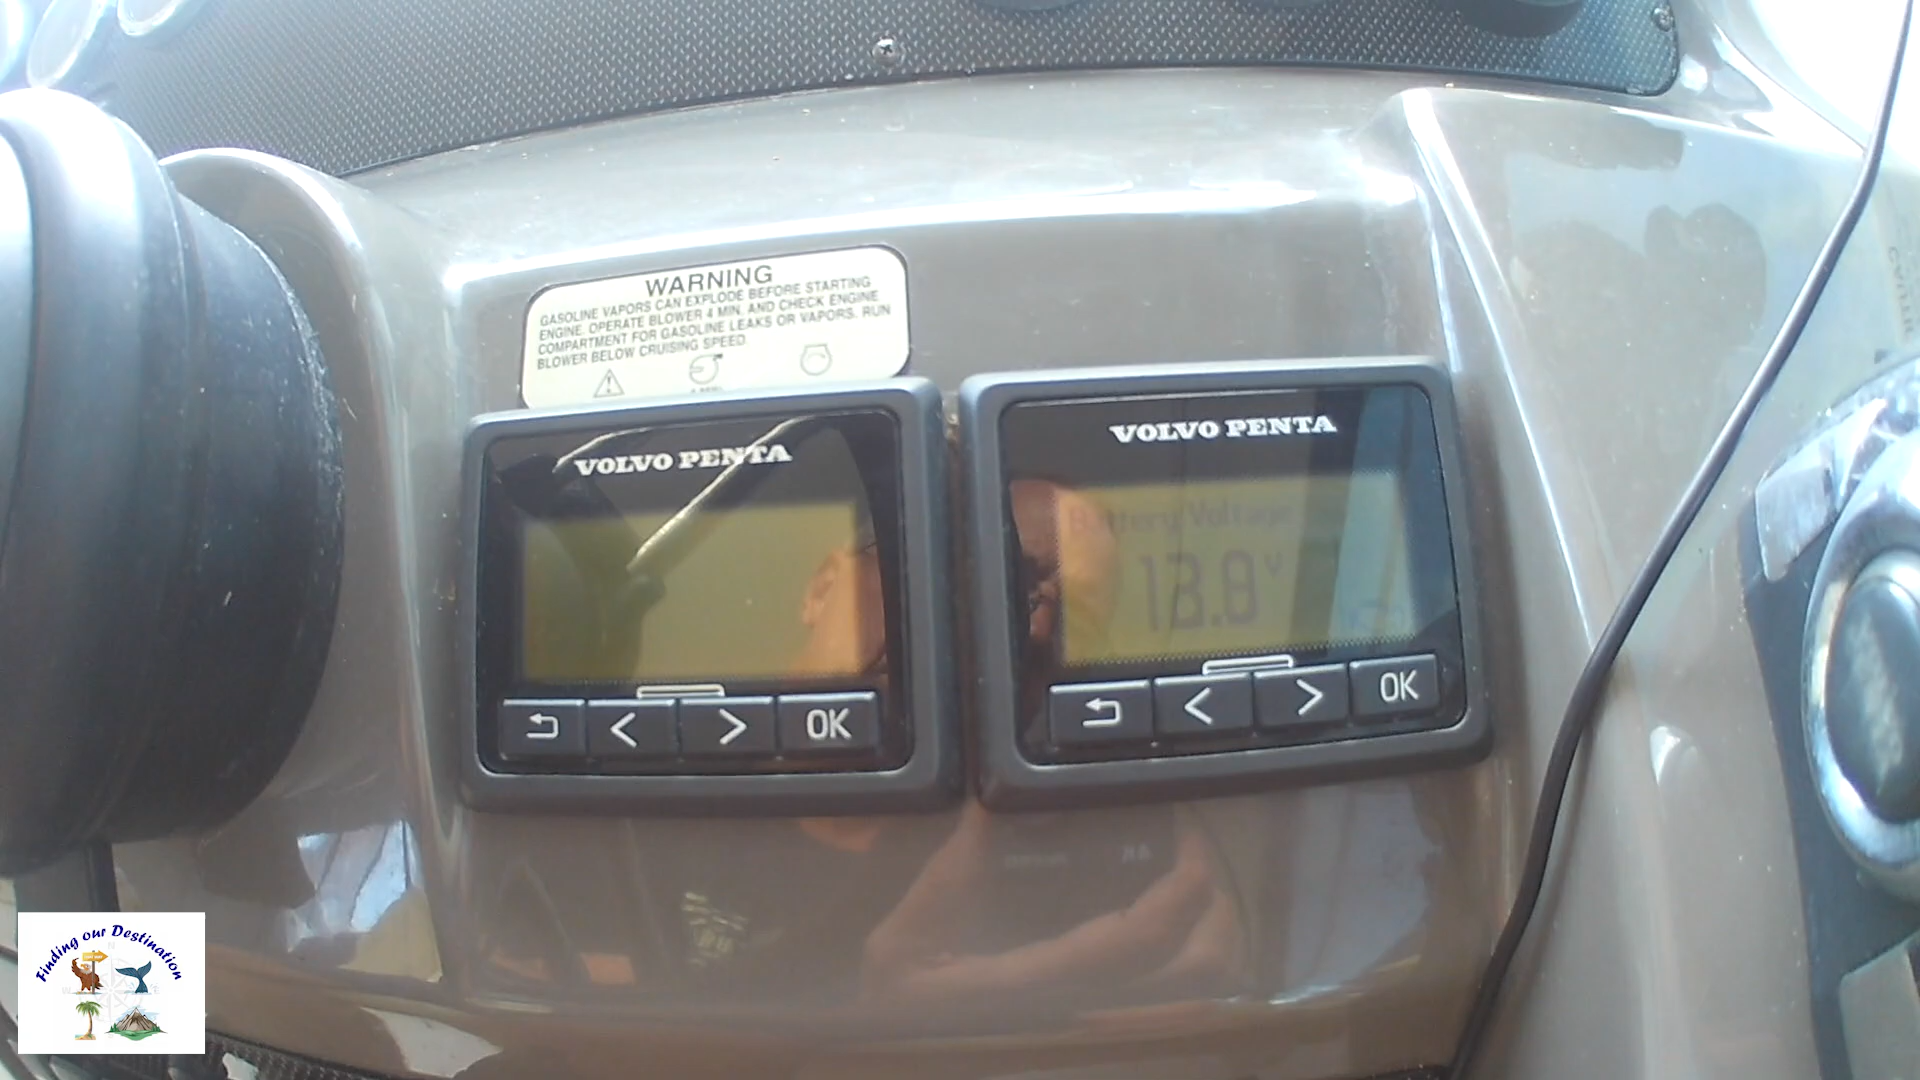 WARNING
GASOLINE VAPORS CAN EXPLODE BEFORE STARTING
ENGINE. OPERATE BLOWER 4 MIN. AND CHECK ENGINE
COMPARTMENT FOR GASOLINE LEAKS OR VAPORS. RUN
BLOWER BELOW CRUISING SPEED
VOLVO PENTA
OK
VOLVO PENTA
Battery Voltage
13.8 V
OK
Finding our Destination